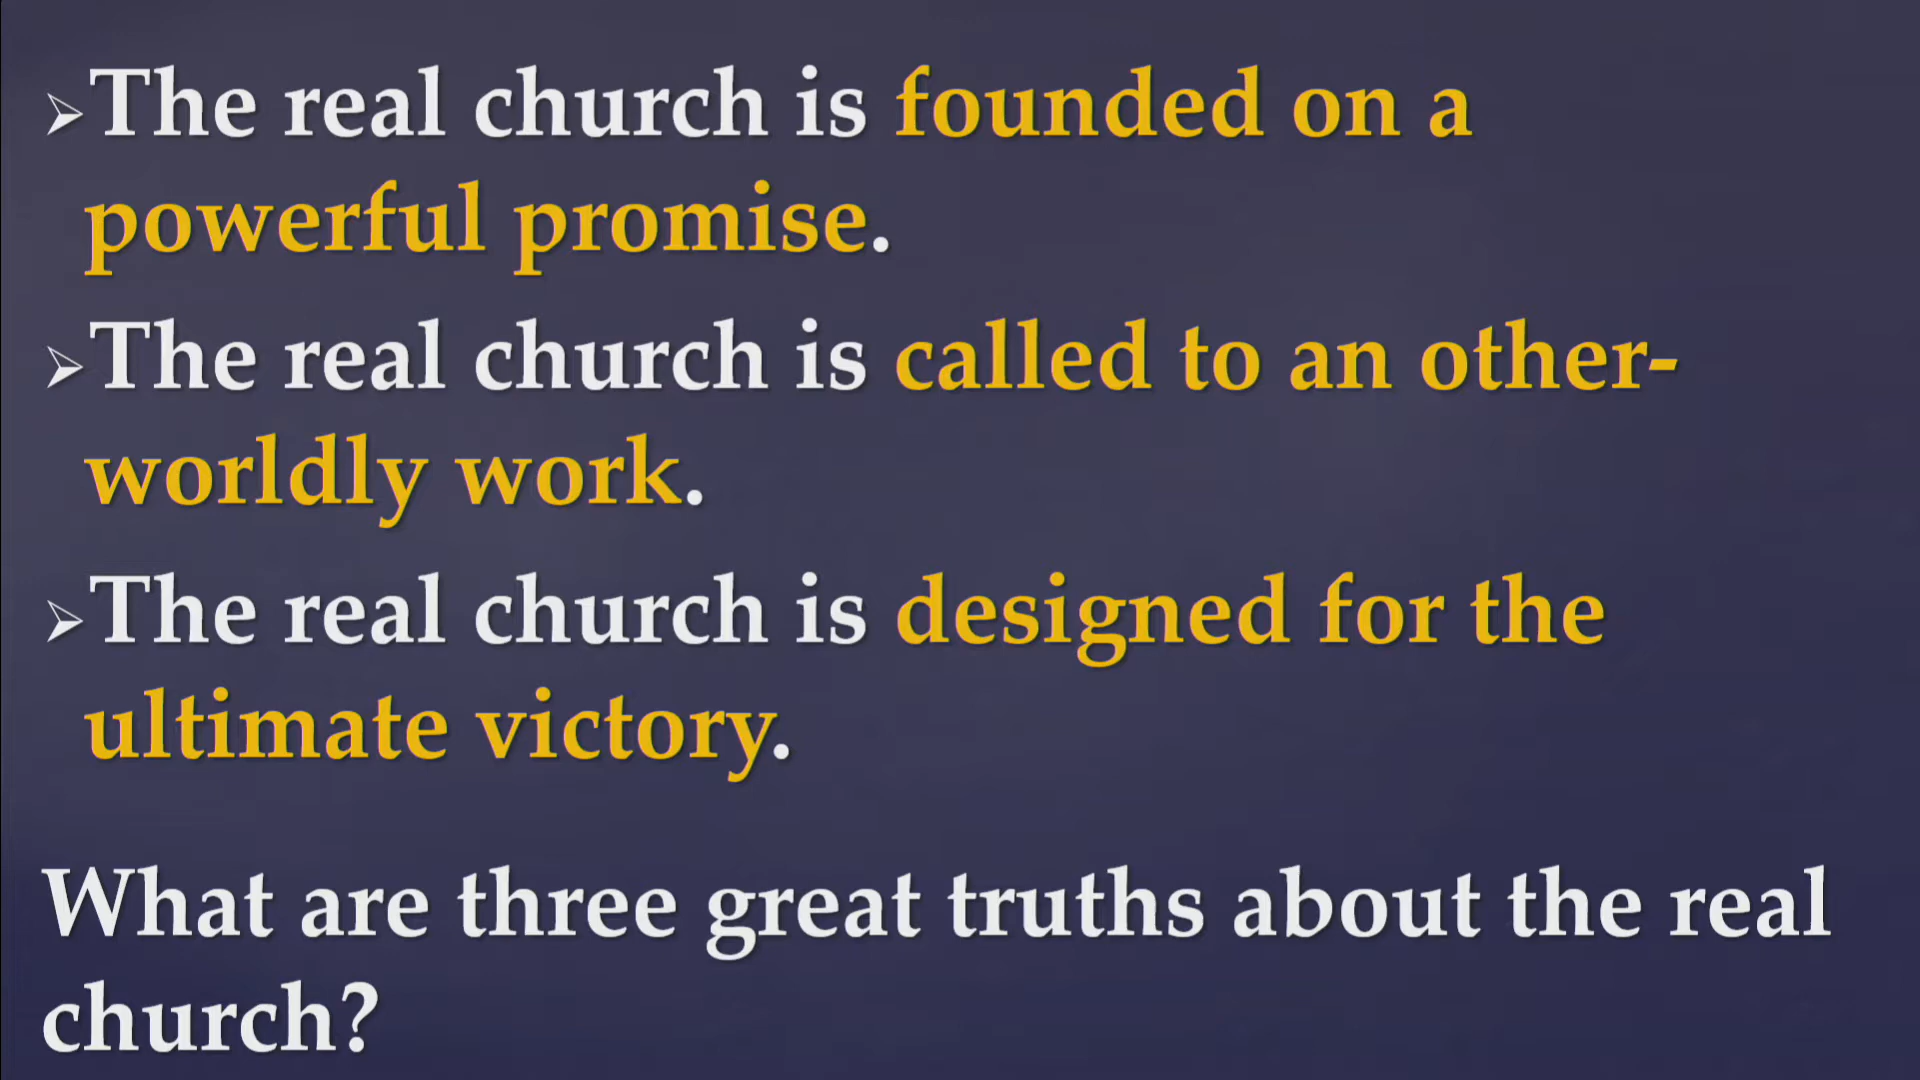 ➢The real church is founded on a
powerful promise.
➢The real church is called to an other-
worldly work.
➢The real church is designed for the
ultimate victory.
What are three great truths about the real
church?